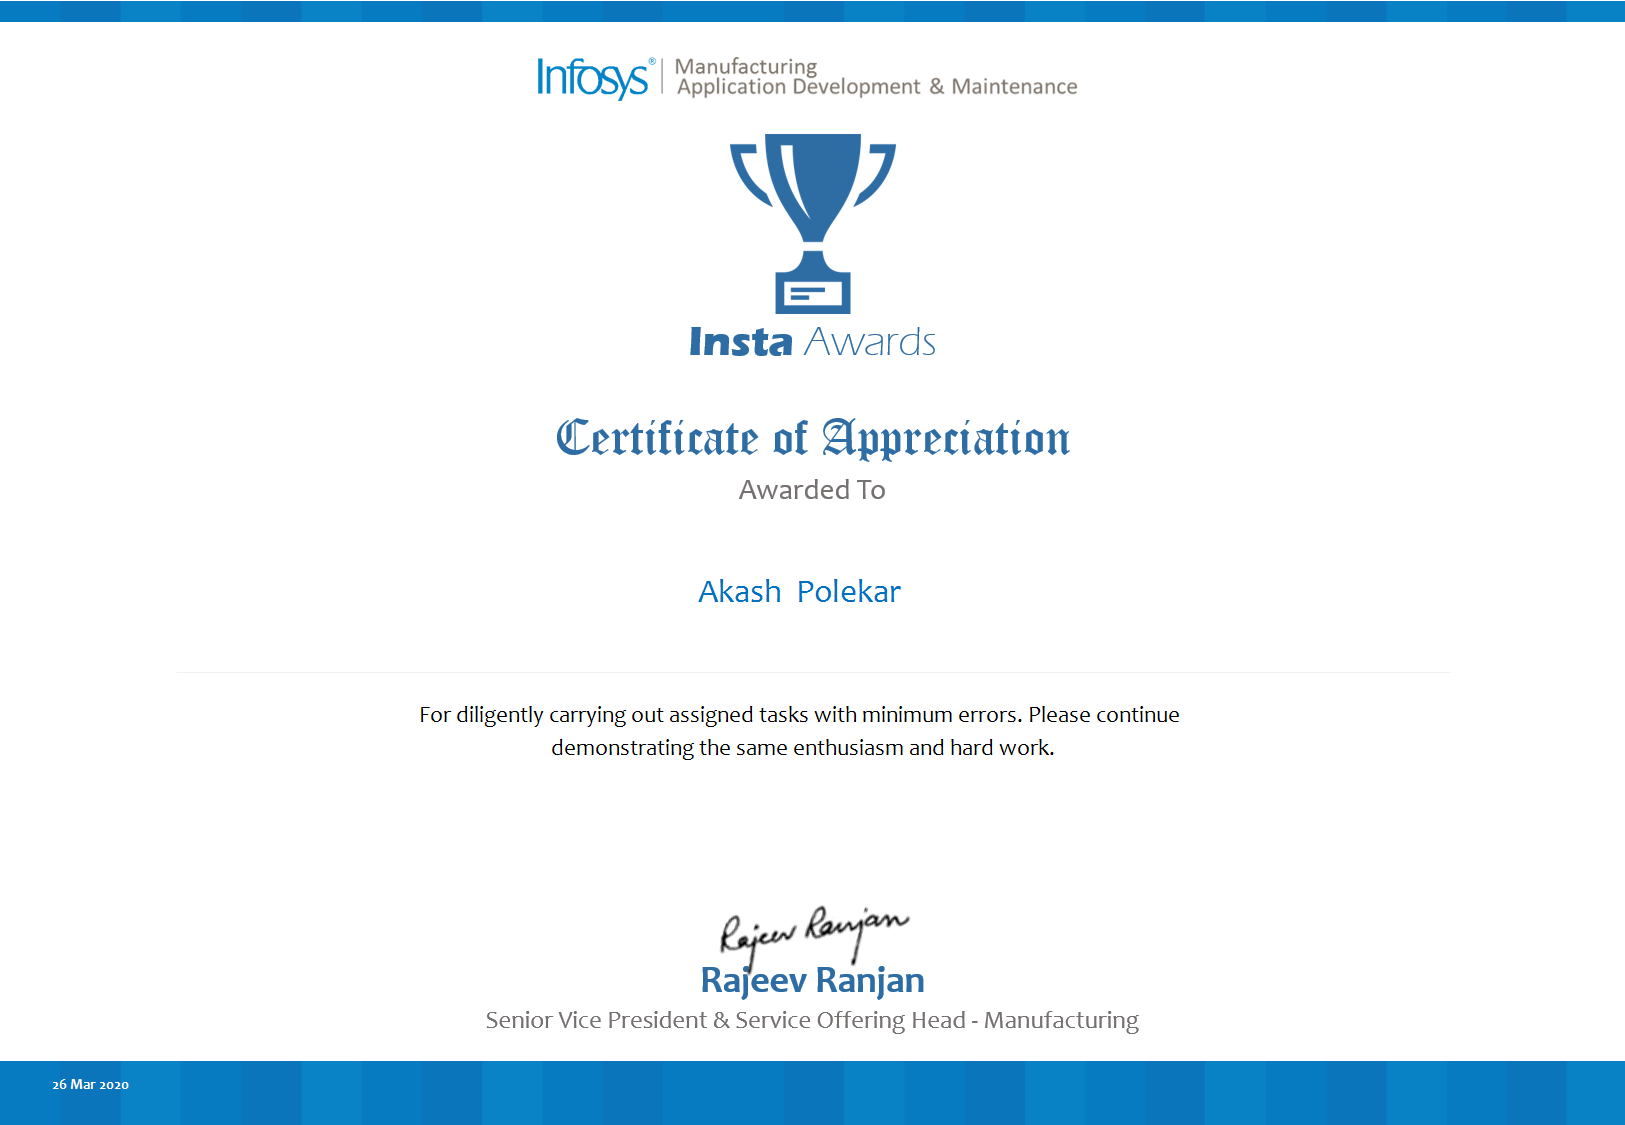 Infosys® | Manufacturing
Application Development & Maintenance
Insta Awards
Certificate of Appreciation
Awarded To
Akash Polekar
For diligently carrying out assigned tasks with minimum errors. Please continue
demonstrating the same enthusiasm and hard work.
Rajeev Ranjan
Rajeev Ranjan
Senior Vice President & Service Offering Head - Manufacturing
26 Mar 2020